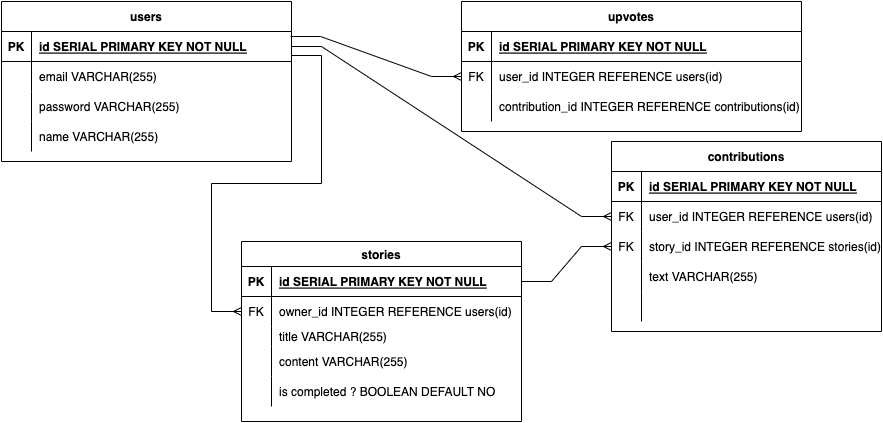 users
PK id SERIAL PRIMARY KEY NOT NULL
email VARCHAR(255)
password VARCHAR(255)
name VARCHAR(255)
upvotes
PK id SERIAL PRIMARY KEY NOT NULL
FK user_id INTEGER REFERENCE users(id)
contribution_id INTEGER REFERENCE contributions(id)
contributions
PK id SERIAL PRIMARY KEY NOT NULL
FK user_id INTEGER REFERENCE users(id)
FK story_id INTEGER REFERENCE stories(id)
text VARCHAR(255)
stories
PK id SERIAL PRIMARY KEY NOT NULL
FK owner_id INTEGER REFERENCE users(id)
title VARCHAR(255)
content VARCHAR(255)
is completed ? BOOLEAN DEFAULT NO